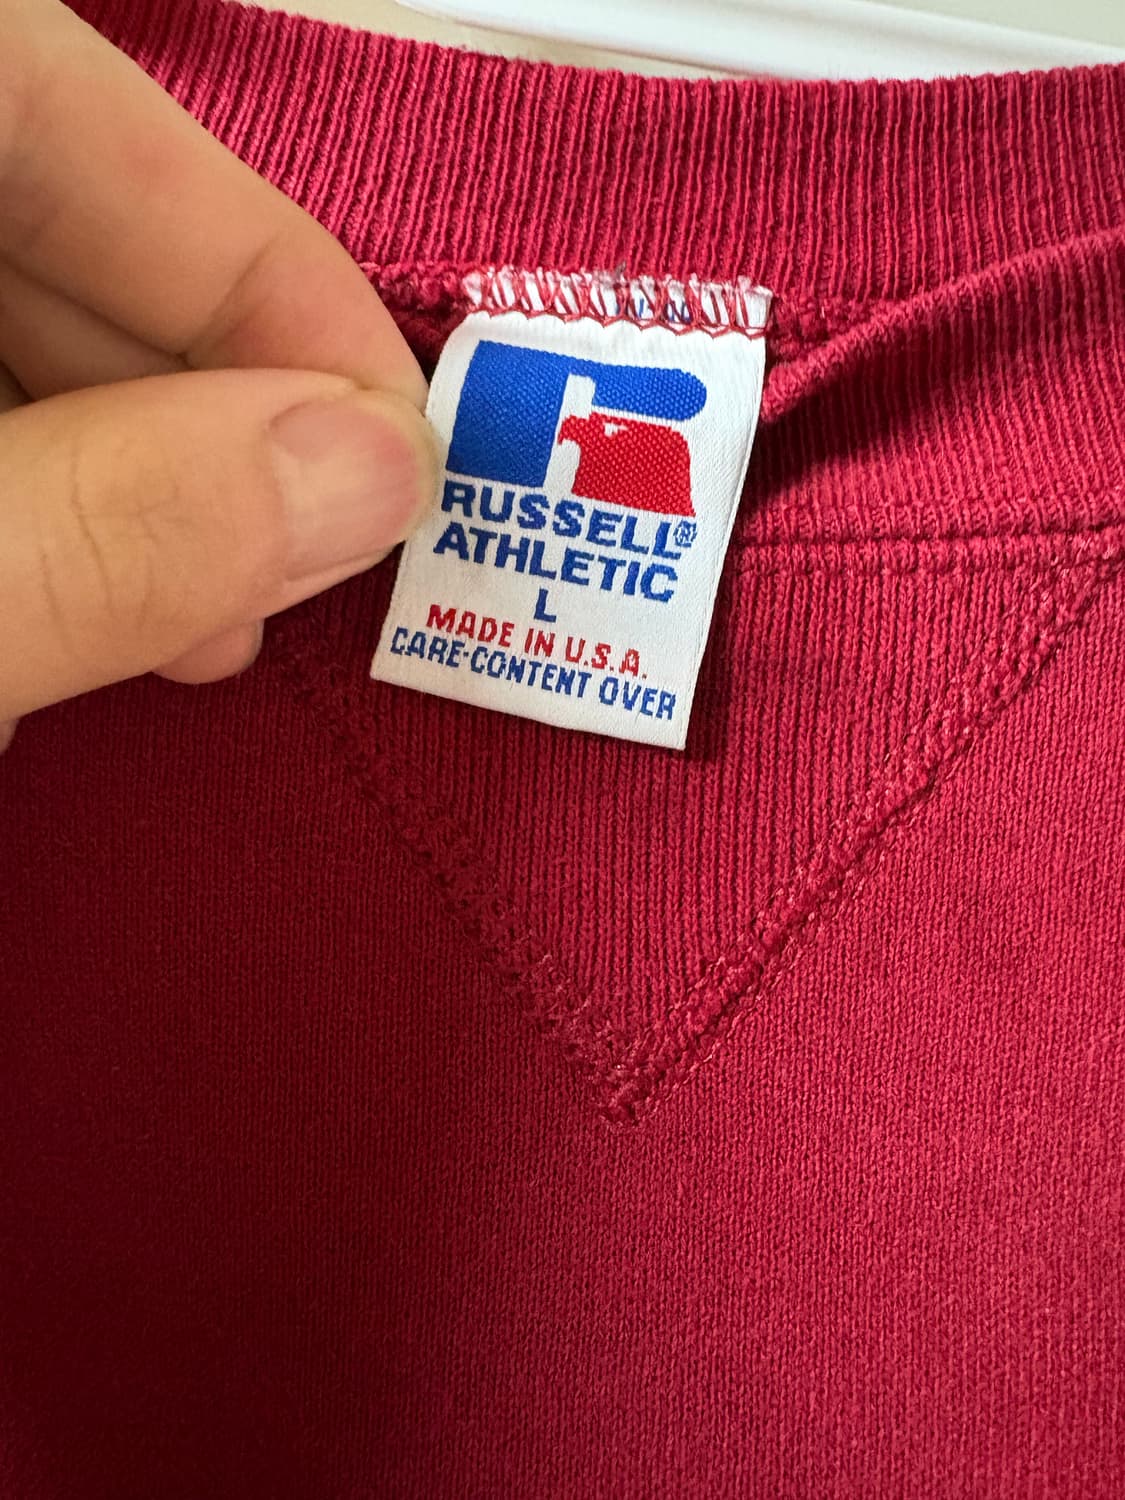 RUSSELL®
ATHLETIC
L
MADE IN U.S.A.
CARE-CONTENT OVER